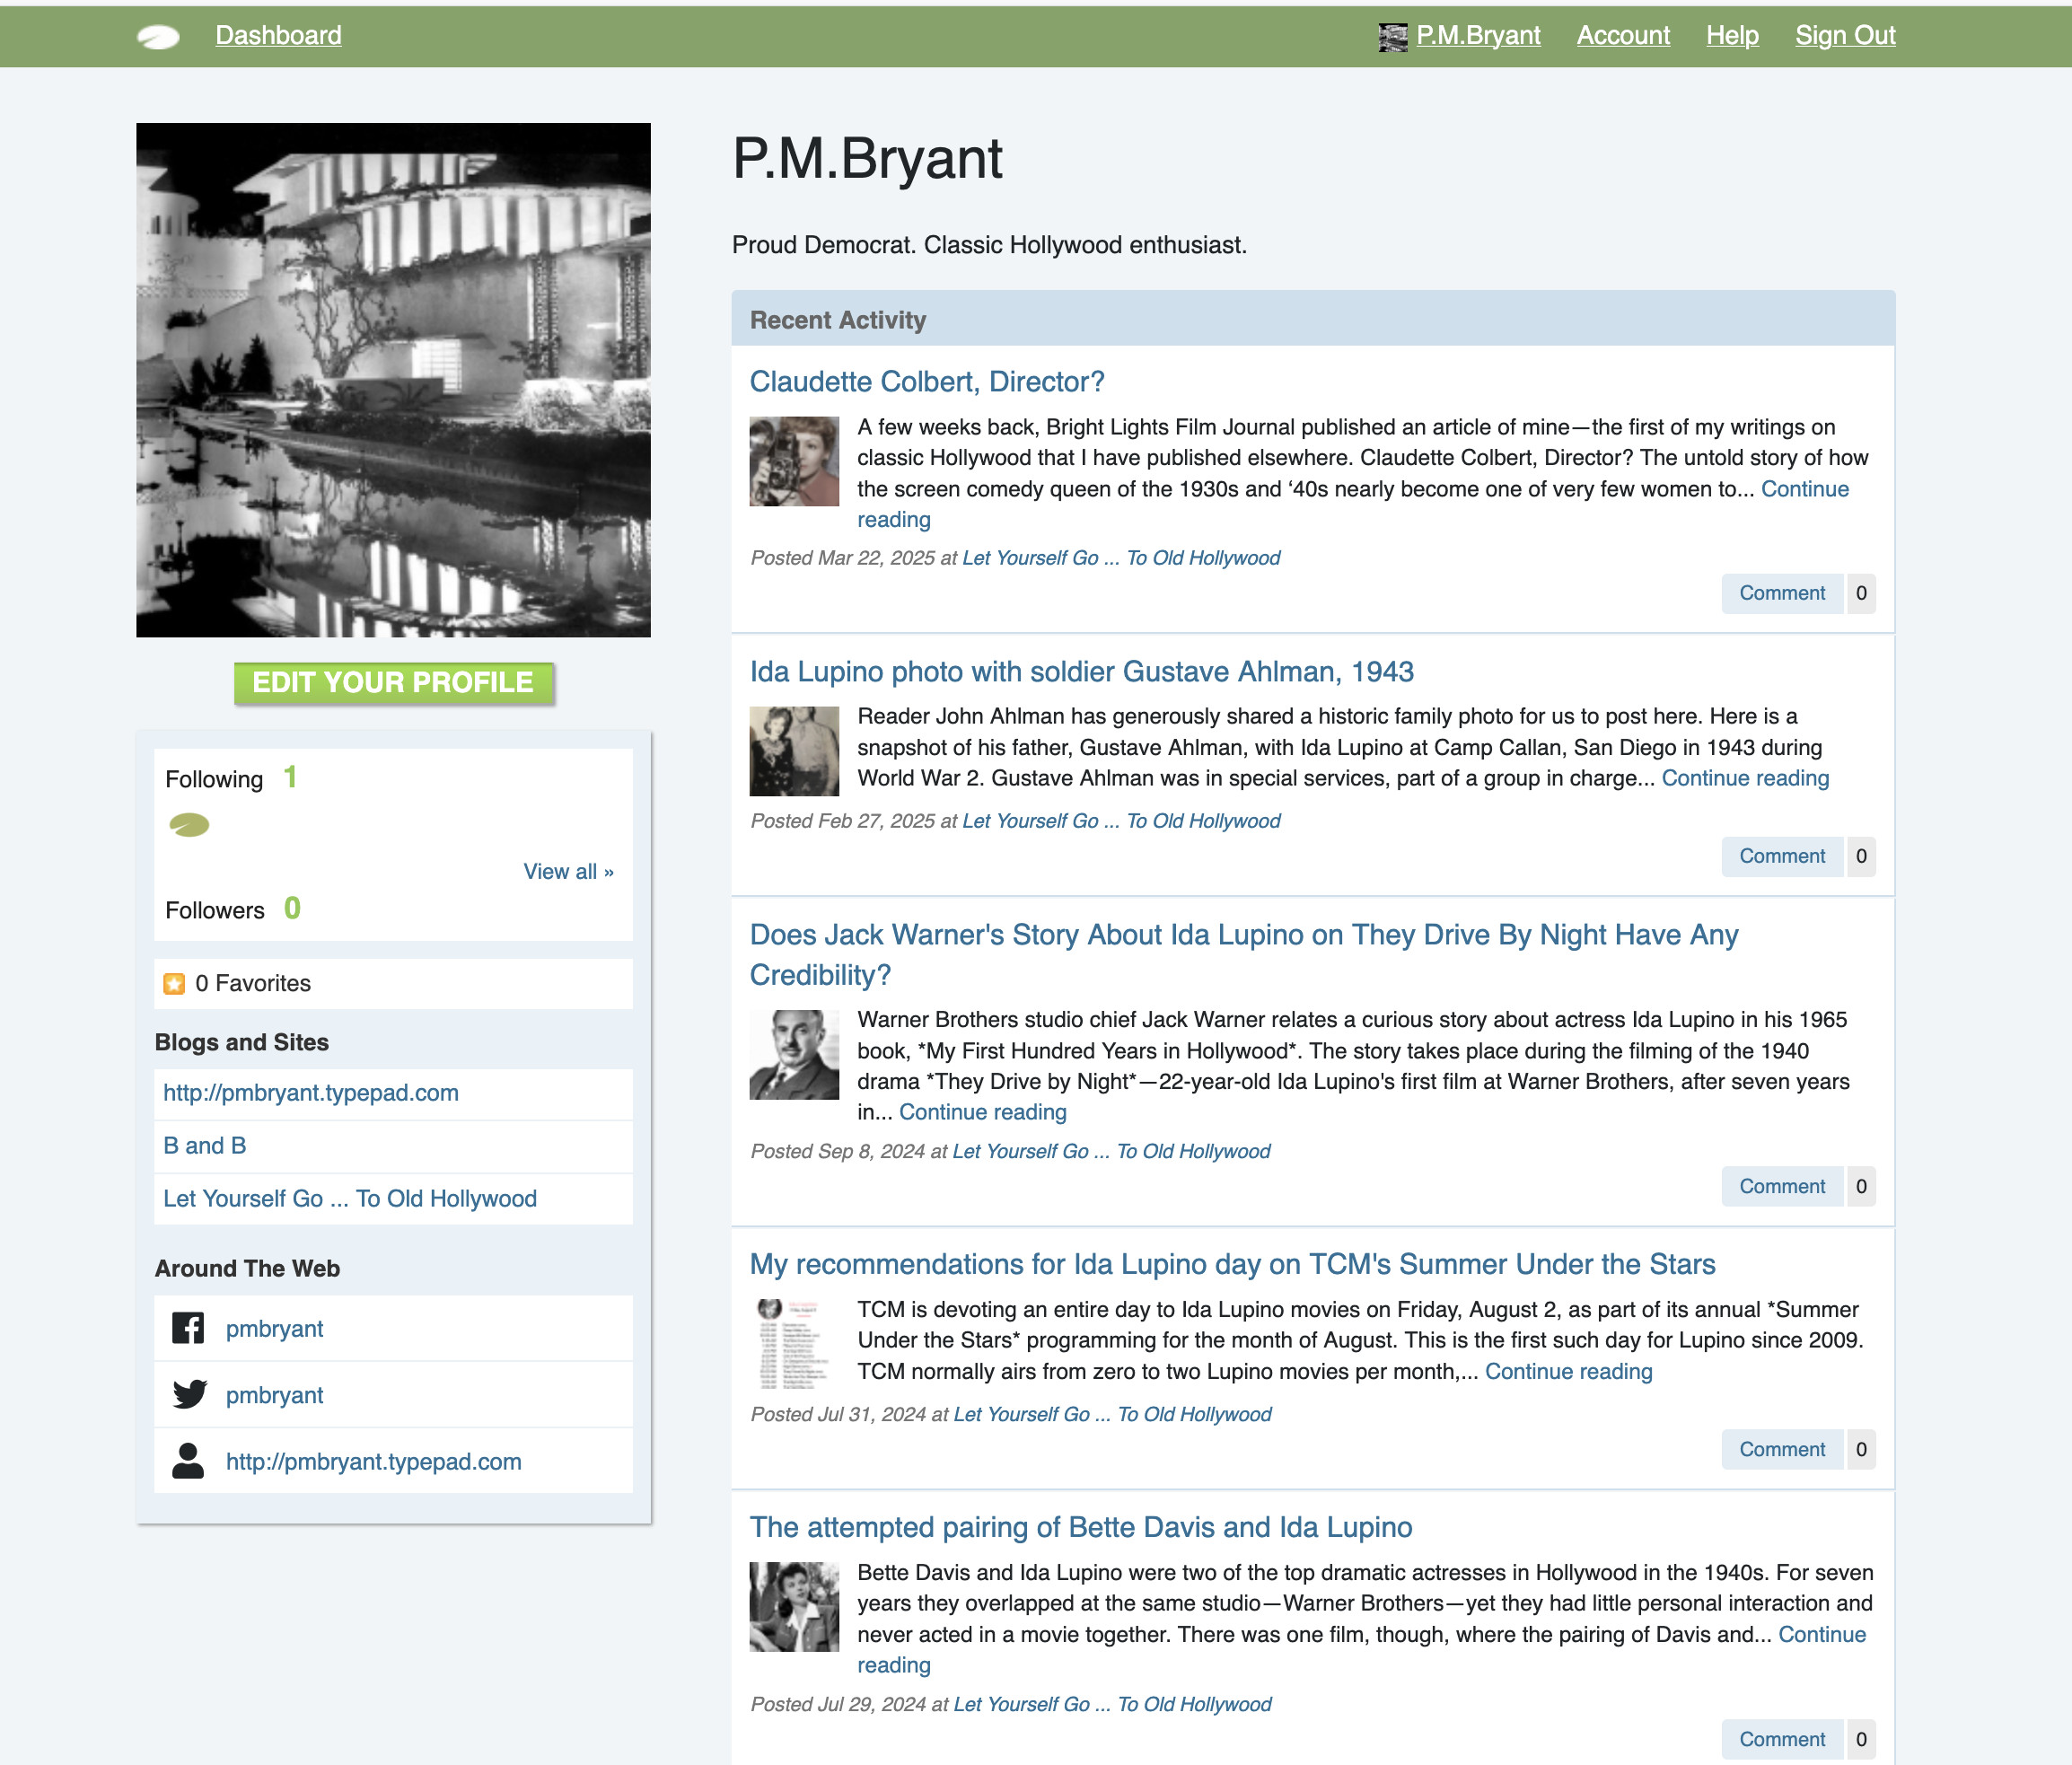 Dashboard
P.M.Bryant
Account
Help
Sign Out
P.M.Bryant
Proud Democrat. Classic Hollywood enthusiast.
EDIT YOUR PROFILE
Following 1
View all »
Followers 0
0 Favorites
Blogs and Sites
http://pmbryant.typepad.com
B and B
Let Yourself Go ... To Old Hollywood
Around The Web
pmbryant
pmbryant
http://pmbryant.typepad.com
Recent Activity
Claudette Colbert, Director?
A few weeks back, Bright Lights Film Journal published an article of mine—the first of my writings on
classic Hollywood that I have published elsewhere. Claudette Colbert, Director? The untold story of how
the screen comedy queen of the 1930s and ‘40s nearly become one of very few women to... Continue
reading
Posted Mar 22, 2025 at Let Yourself Go ... To Old Hollywood
Comment 0
Ida Lupino photo with soldier Gustave Ahlman, 1943
Reader John Ahlman has generously shared a historic family photo for us to post here. Here is a
snapshot of his father, Gustave Ahlman, with Ida Lupino at Camp Callan, San Diego in 1943 during
World War 2. Gustave Ahlman was in special services, part of a group in charge... Continue reading
Posted Feb 27, 2025 at Let Yourself Go ... To Old Hollywood
Comment 0
Does Jack Warner's Story About Ida Lupino on They Drive By Night Have Any
Credibility?
Warner Brothers studio chief Jack Warner relates a curious story about actress Ida Lupino in his 1965
book, *My First Hundred Years in Hollywood*. The story takes place during the filming of the 1940
drama *They Drive by Night*—22-year-old Ida Lupino's first film at Warner Brothers, after seven years
in... Continue reading
Posted Sep 8, 2024 at Let Yourself Go ... To Old Hollywood
Comment 0
My recommendations for Ida Lupino day on TCM's Summer Under the Stars
TCM is devoting an entire day to Ida Lupino movies on Friday, August 2, as part of its annual *Summer
Under the Stars* programming for the month of August. This is the first such day for Lupino since 2009.
TCM normally airs from zero to two Lupino movies per month,... Continue reading
Posted Jul 31, 2024 at Let Yourself Go ... To Old Hollywood
Comment 0
The attempted pairing of Bette Davis and Ida Lupino
Bette Davis and Ida Lupino were two of the top dramatic actresses in Hollywood in the 1940s. For seven
years they overlapped at the same studio—Warner Brothers—yet they had little personal interaction and
never acted in a movie together. There was one film, though, where the pairing of Davis and... Continue
reading
Posted Jul 29, 2024 at Let Yourself Go ... To Old Hollywood
Comment 0